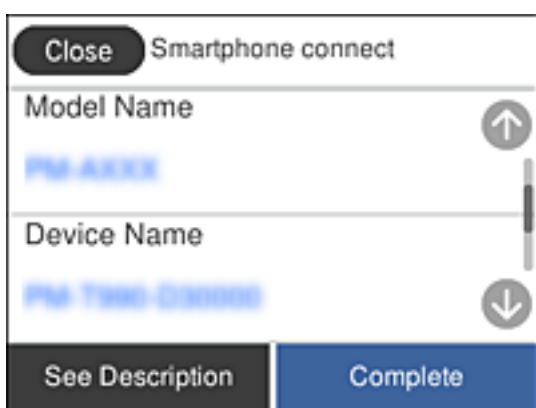 Close Smartphone connect
Model Name
Device Name
See Description Complete